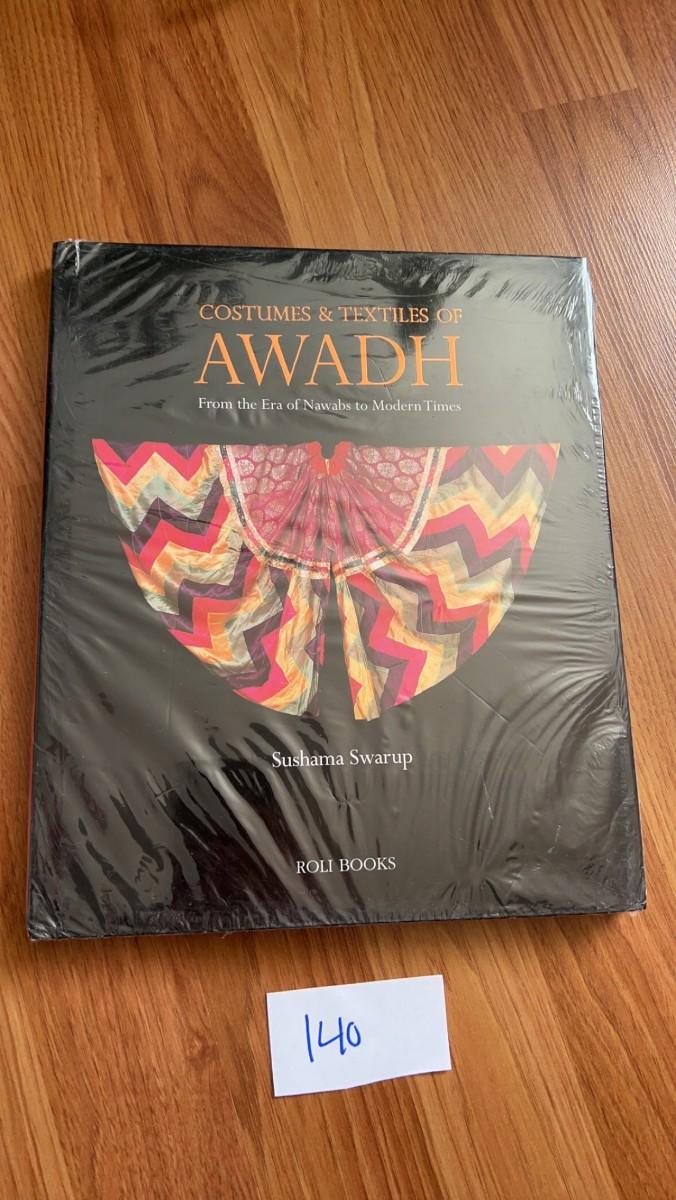 COSTUMES & TEXTILES OF
AWADH
From the Era of Nawabs to Modern Times
Sushama Swarup
ROLI BOOKS
140